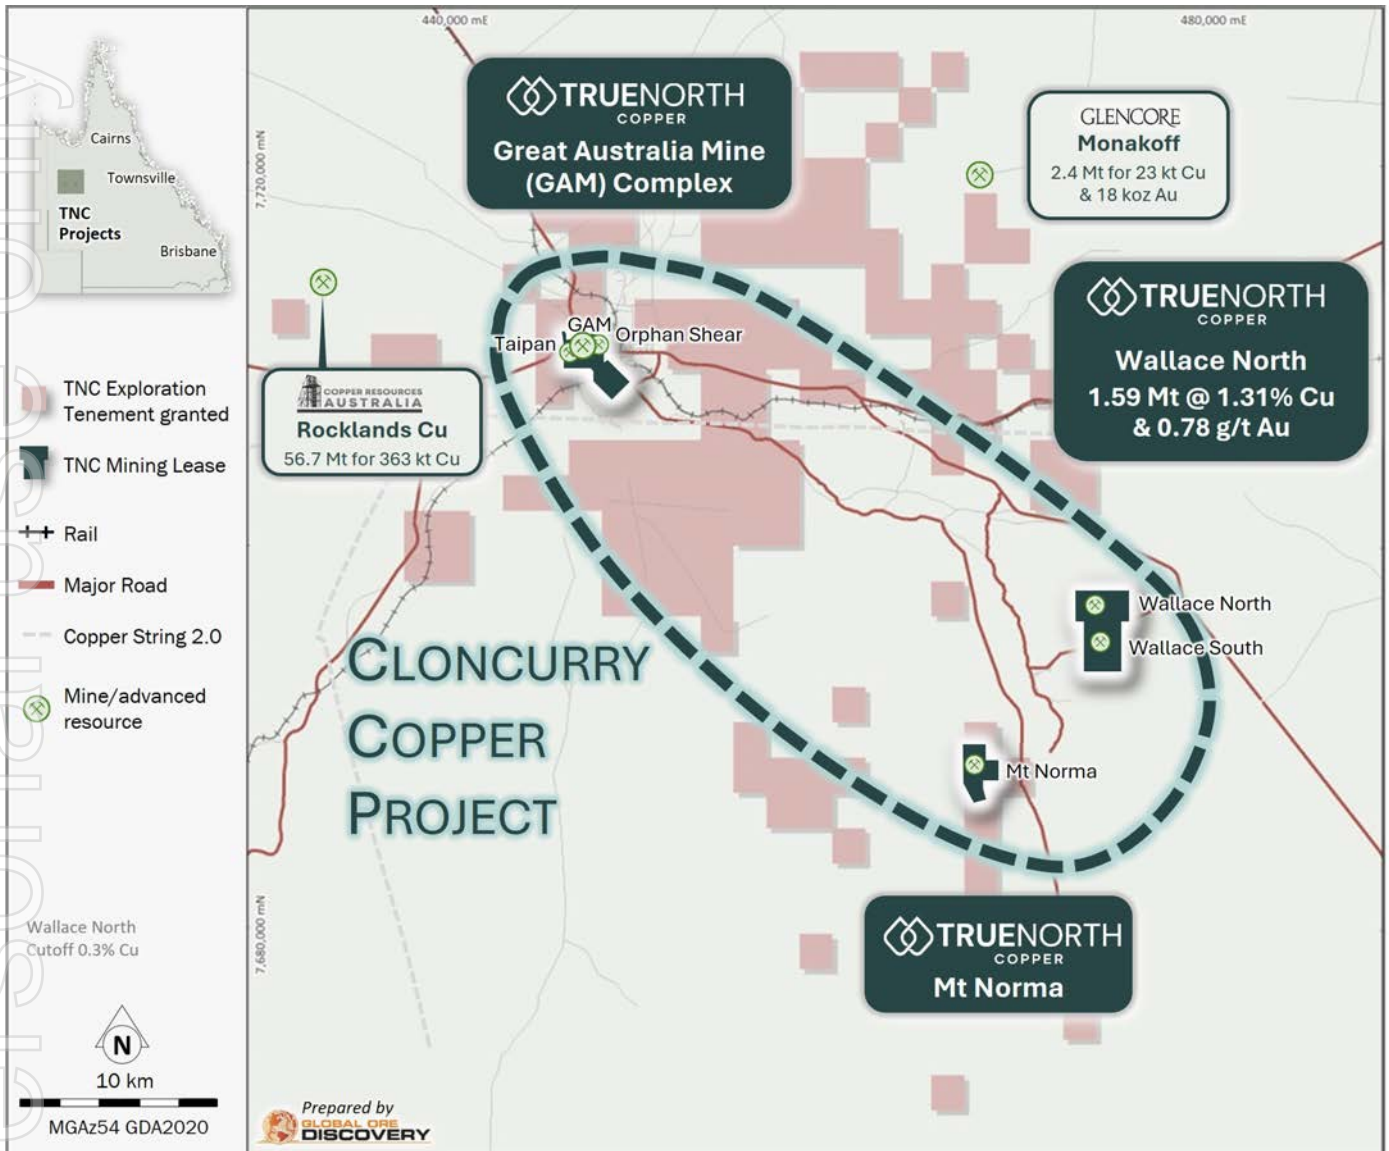 440,000 mE
480,000 mE
7,720,000 mN
7,680,000 mN
Cairns
Townsville
TNC
Projects
Brisbane
TNC Exploration
Tenement granted
TNC Mining Lease
Rail
Major Road
Copper String 2.0
Mine/advanced
resource
Wallace North
Cutoff 0.3% Cu
N
10 km
MGAz54 GDA2020
TRUENORTH
COPPER
Great Australia Mine
(GAM) Complex
GLENCORE
Monakoff
2.4 Mt for 23 kt Cu
& 18 koz Au
TRUENORTH
COPPER
Wallace North
1.59 Mt @ 1.31% Cu
& 0.78 g/t Au
GAM
Taipan
Orphan Shear
COPPER RESOURCES
AUSTRALIA
Rocklands Cu
56.7 Mt for 363 kt Cu
Wallace North
Wallace South
Mt Norma
CLONCURRY
COPPER
PROJECT
TRUENORTH
COPPER
Mt Norma
Prepared by
GLOBAL ORE
DISCOVERY